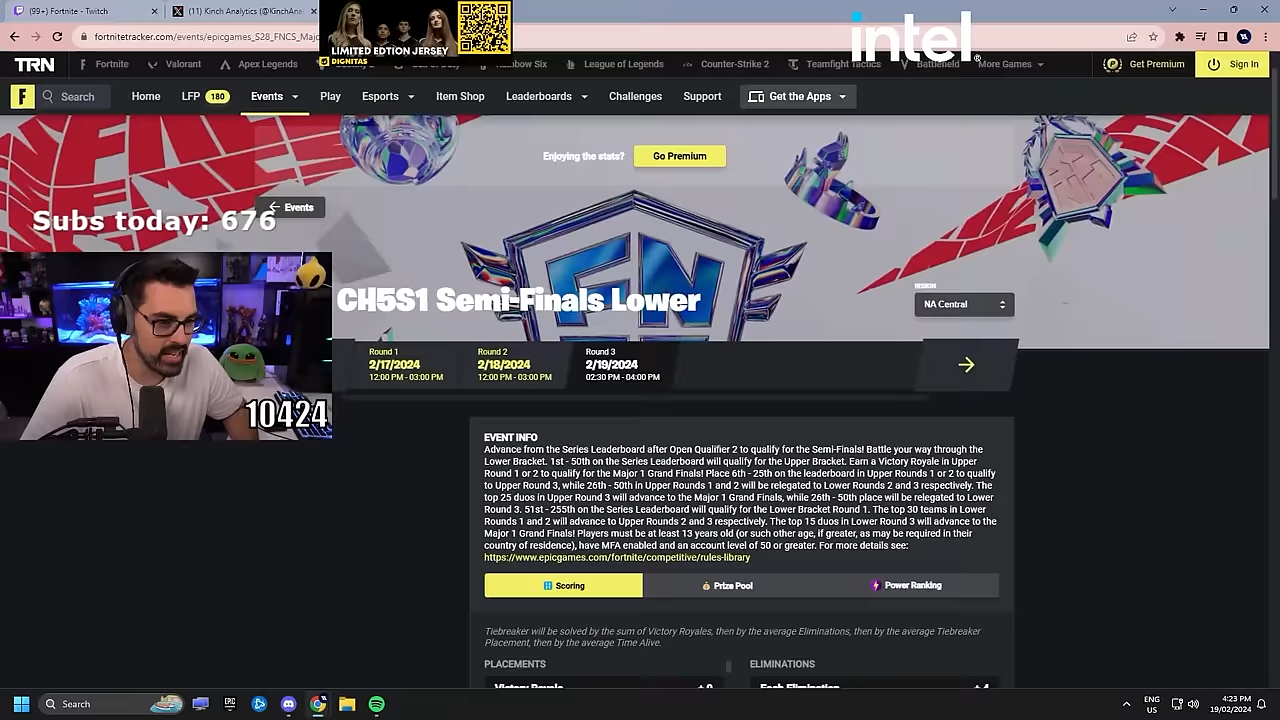 (99+) Fortnite - Twitch
(11) Kinch Analytics (@KinchA
LIMITED EDTION JERSEY
DIGNITAS
intel
fortnitetracker.com/events/epicgames_S28_FNCS_Majo
TRN
Fortnite
Valorant
Apex Legends
League of Legends
Counter-Strike 2
Teamfight Tactics
Battlefield
More Games
Get Premium
Sign In
F
Search
Home
LFP
180
Events
Play
Esports
Item Shop
Leaderboards
Challenges
Support
Get the Apps
Enjoying the stats?
Go Premium
Events
Subs today: 676
FN
CH5S1 Semi-Finals Lower
REGION
NA Central
Round 1
2/17/2024
12:00 PM - 03:00 PM
Round 2
2/18/2024
12:00 PM - 03:00 PM
Round 3
2/19/2024
02:30 PM - 04:00 PM
10424
EVENT INFO
Advance from the Series Leaderboard after Open Qualifier 2 to qualify for the Semi-Finals! Battle your way through the
Lower Bracket. 1st - 50th on the Series Leaderboard will qualify for the Upper Bracket. Earn a Victory Royale in Upper
Round 1 or 2 to qualify for the Major 1 Grand Finals! Place 6th - 25th on the leaderboard in Upper Rounds 1 or 2 to qualify
to Upper Round 3, while 26th - 50th in Upper Rounds 1 and 2 will be relegated to Lower Rounds 2 and 3 respectively. The
top 25 duos in Upper Round 3 will advance to the Major 1 Grand Finals, while 26th - 50th place will be relegated to Lower
Round 3. 51st - 255th on the Series Leaderboard will qualify for the Lower Bracket Round 1. The top 30 teams in Lower
Rounds 1 and 2 will advance to Upper Rounds 2 and 3 respectively. The top 15 duos in Lower Round 3 will advance to the
Major 1 Grand Finals! Players must be at least 13 years old (or such other age, if greater, as may be required in their
country of residence), have MFA enabled and an account level of 50 or greater. For more details see:
https://www.epicgames.com/fortnite/competitive/rules-library
Scoring
Prize Pool
Power Ranking
Tiebreaker will be solved by the sum of Victory Royales, then by the average Eliminations, then by the average Tiebreaker
Placement, then by the average Time Alive.
PLACEMENTS
ELIMINATIONS
Victory Royale
Each Elimination
Search
EPIC
ENG
US
4:23 PM
19/02/2024